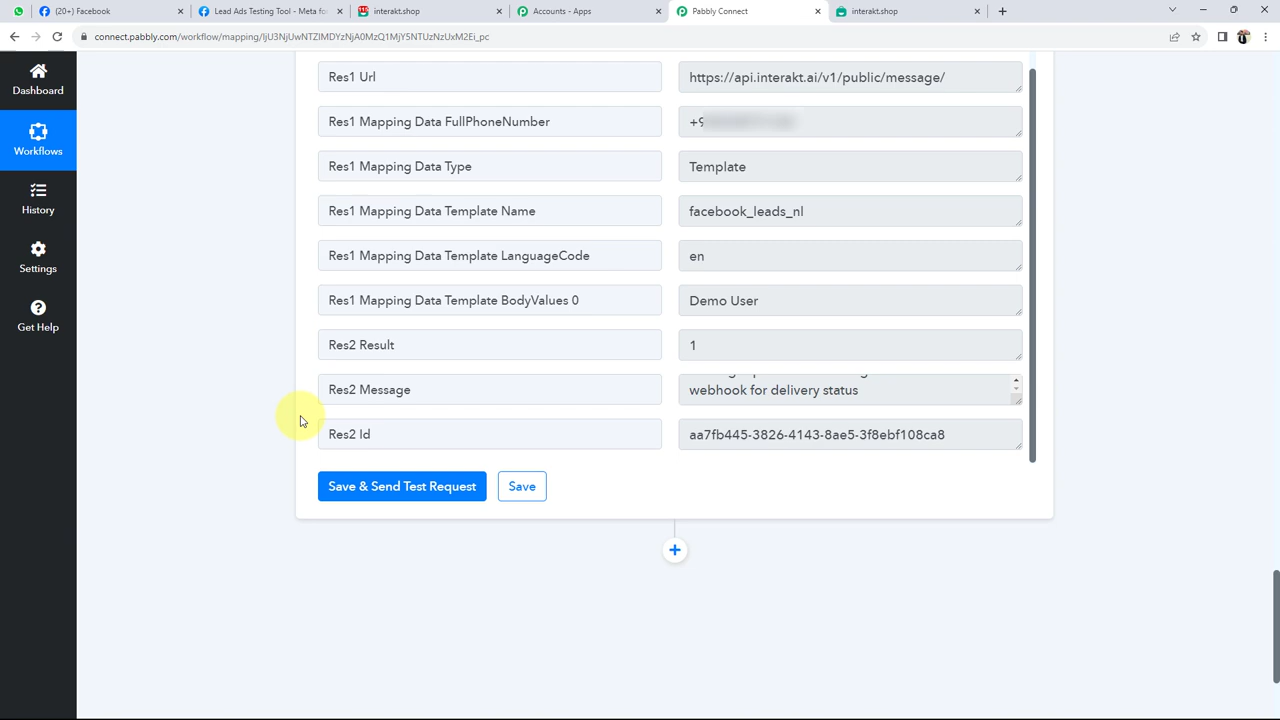 (20+) Facebook
Lead Ads Testing Tool - Meta fo
interakt.shop
Accounts - Apps
Pabbly Connect
interakt.shop
connect.pabbly.com/workflow/mapping/IjU3NjUwNTZlMDYzNjA0MzQ1MjY5NTUzNzUxM2Ei_pc
Dashboard
Workflows
History
Settings
Get Help
Res1 Url
https://api.interakt.ai/v1/public/message/
Res1 Mapping Data FullPhoneNumber
+9
Res1 Mapping Data Type
Template
Res1 Mapping Data Template Name
facebook_leads_nl
Res1 Mapping Data Template LanguageCode
en
Res1 Mapping Data Template BodyValues 0
Demo User
Res2 Result
1
Res2 Message
webhook for delivery status
Res2 Id
aa7fb445-3826-4143-8ae5-3f8ebf108ca8
Save & Send Test Request
Save